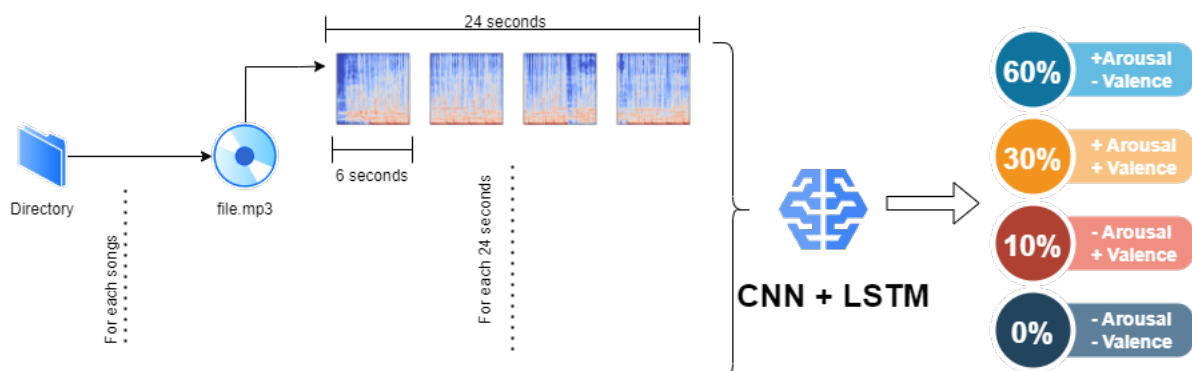 24 seconds
6 seconds
Directory
file.mp3
For each songs
For each 24 seconds
CNN + LSTM
60%
+Arousal
- Valence
30%
+ Arousal
+ Valence
10%
- Arousal
+ Valence
0%
- Arousal
- Valence